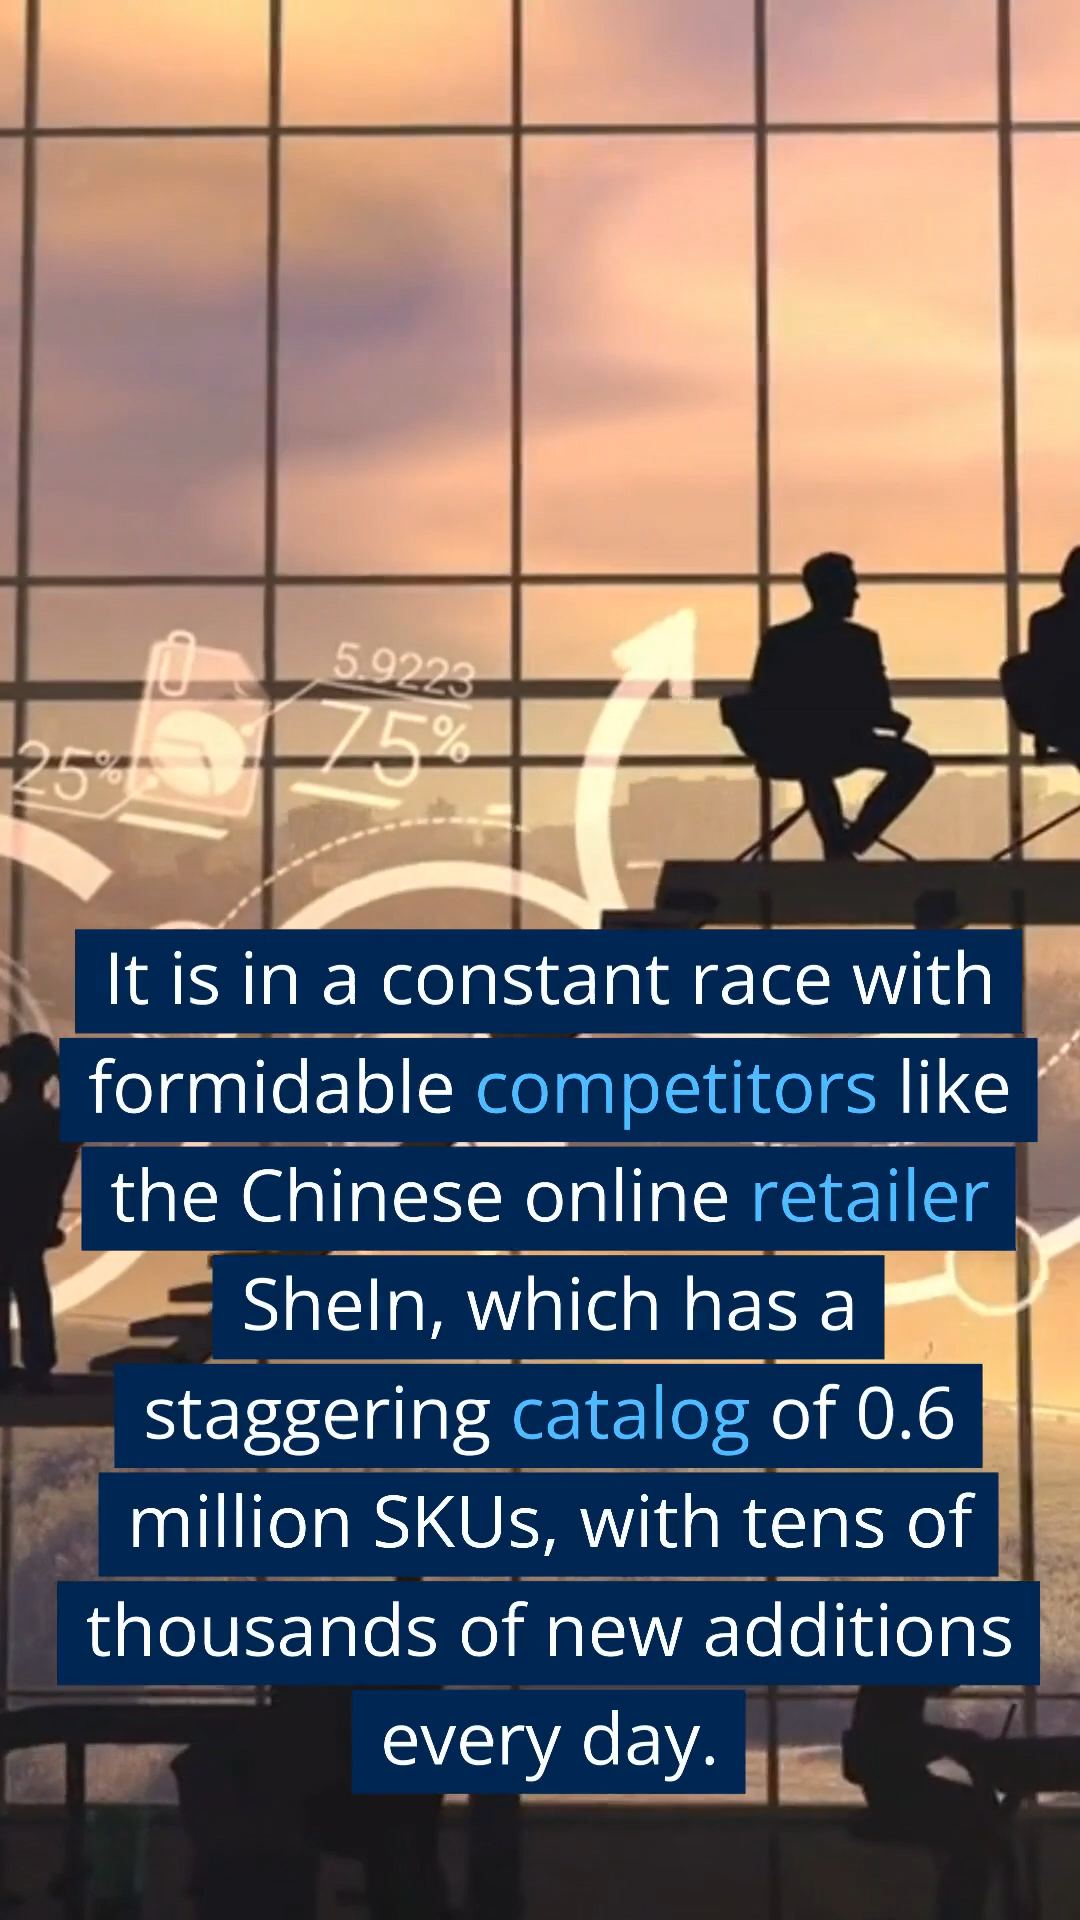 5.9223
75%
25%
It is in a constant race with
formidable competitors like
the Chinese online retailer
SheIn, which has a
staggering catalog of 0.6
million SKUs, with tens of
thousands of new additions
every day.